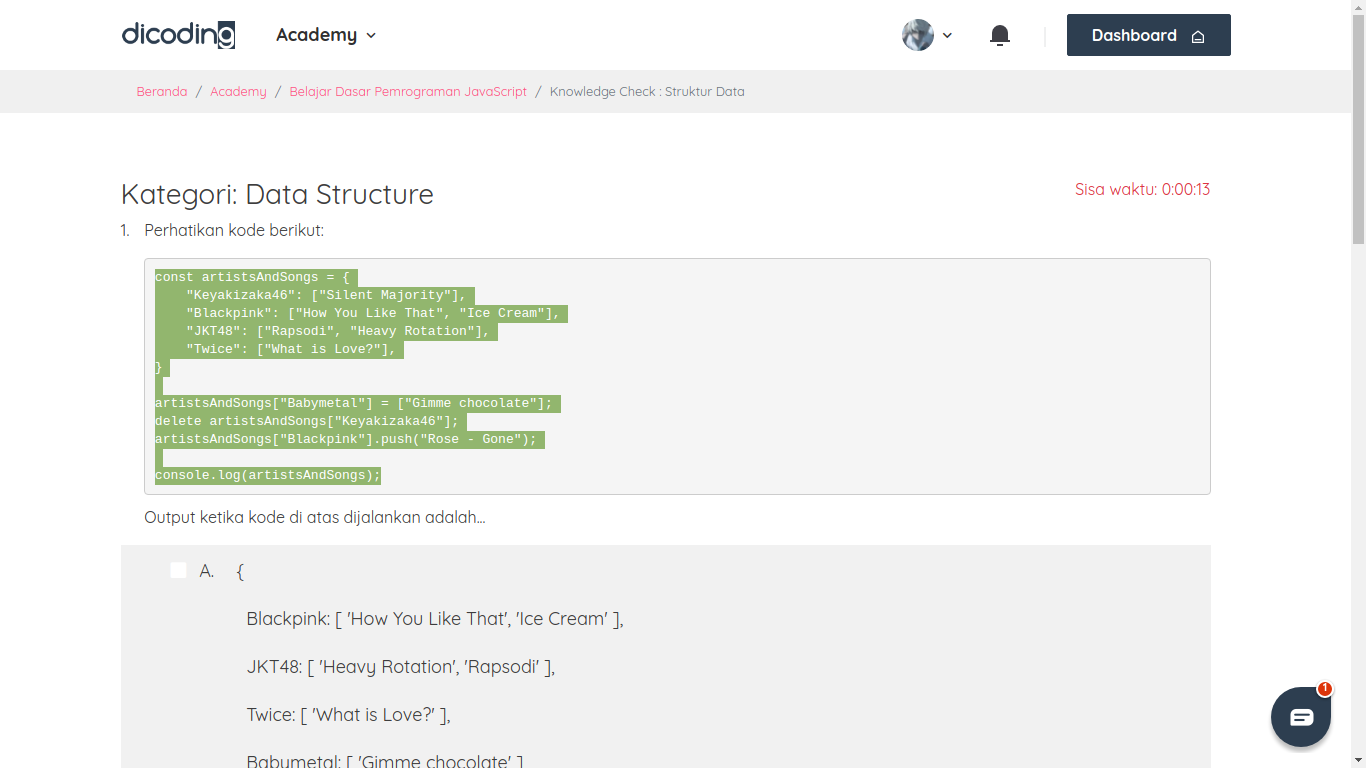 dicoding
Academy
Dashboard
Beranda / Academy / Belajar Dasar Pemrograman JavaScript / Knowledge Check : Struktur Data
Kategori: Data Structure
Sisa waktu: 0:00:13
1. Perhatikan kode berikut:
const artistsAndSongs = {
    "Keyakizaka46": ["Silent Majority"],
    "Blackpink": ["How You Like That", "Ice Cream"],
    "JKT48": ["Rapsodi", "Heavy Rotation"],
    "Twice": ["What is Love?"],
}
artistsAndSongs["Babymetal"] = ["Gimme chocolate"];
delete artistsAndSongs["Keyakizaka46"];
artistsAndSongs["Blackpink"].push("Rose - Gone");
console.log(artistsAndSongs);
Output ketika kode di atas dijalankan adalah...
A. {
Blackpink: [ 'How You Like That', 'Ice Cream' ],
JKT48: [ 'Heavy Rotation', 'Rapsodi' ],
Twice: [ 'What is Love?' ],
Babymetal: [ 'Gimme chocolate' ]
1